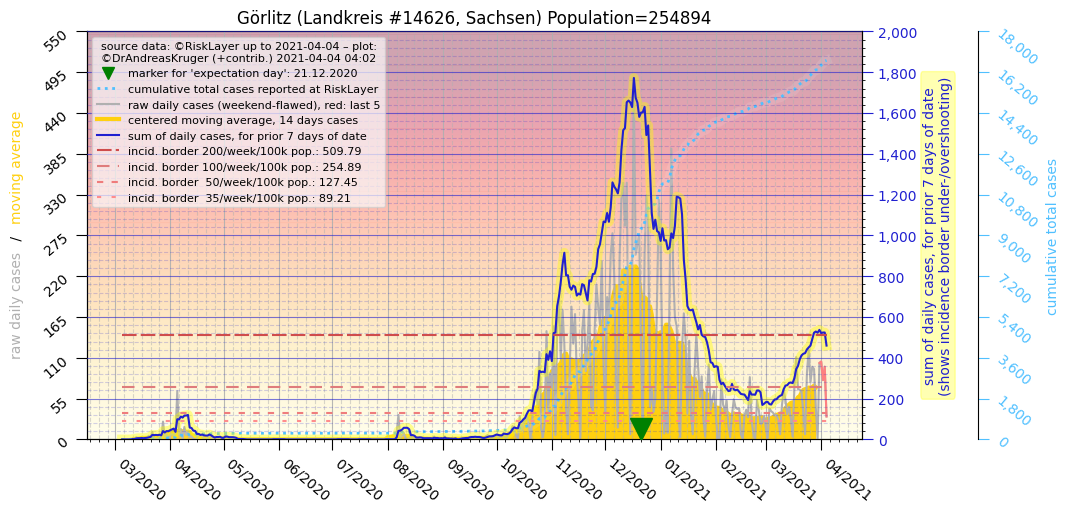 Görlitz (Landkreis #14626, Sachsen) Population=254894
source data: ©RiskLayer up to 2021-04-04 – plot:
©DrAndreasKruger (+contrib.) 2021-04-04 04:02
marker for 'expectation day': 21.12.2020
cumulative total cases reported at RiskLayer
raw daily cases (weekend-flawed), red: last 5
centered moving average, 14 days cases
sum of daily cases, for prior 7 days of date
incid. border 200/week/100k pop.: 509.79
incid. border 100/week/100k pop.: 254.89
incid. border  50/week/100k pop.: 127.45
incid. border  35/week/100k pop.: 89.21
raw daily cases  /  moving average
550
495
440
385
330
275
220
165
110
55
0
03/2020
04/2020
05/2020
06/2020
07/2020
08/2020
09/2020
10/2020
11/2020
12/2020
01/2021
02/2021
03/2021
04/2021
2,000
1,800
1,600
1,400
1,200
1,000
800
600
400
200
0
sum of daily cases, for prior 7 days of date
(shows incidence border under-/overshooting)
18,000
16,200
14,400
12,600
10,800
9,000
7,200
5,400
3,600
1,800
0
cumulative total cases